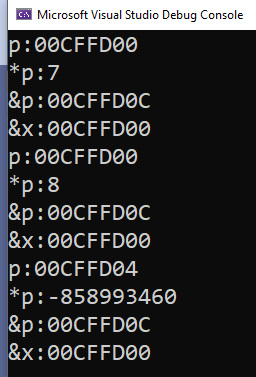 Microsoft Visual Studio Debug Console
p:00CFFD00
*p:7
&p:00CFFD0C
&x:00CFFD00
p:00CFFD00
*p:8
&p:00CFFD0C
&x:00CFFD00
p:00CFFD04
*p:-858993460
&p:00CFFD0C
&x:00CFFD00